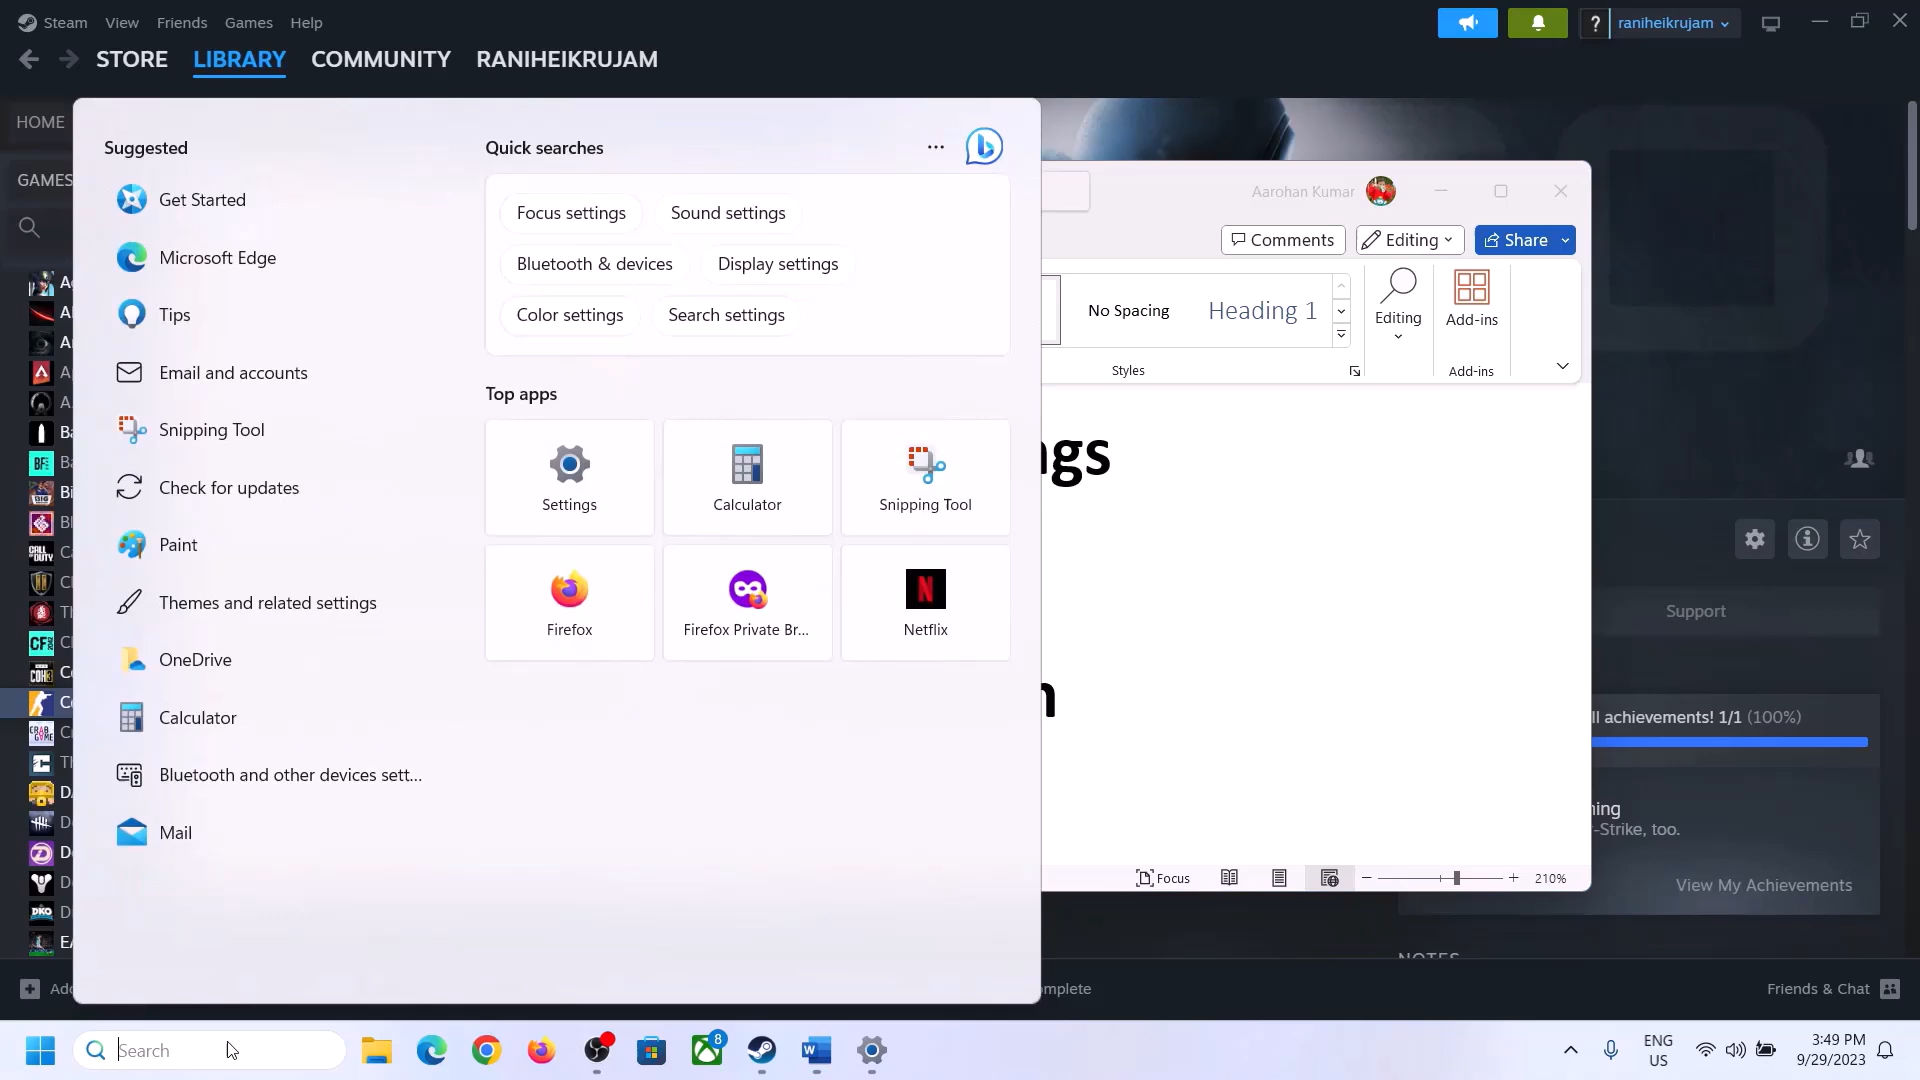 Steam View Friends Games Help
raniheikrujam
STORE LIBRARY COMMUNITY RANIHEIKRUJAM
HOME
GAMES
Suggested
Get Started
Microsoft Edge
Tips
Email and accounts
Snipping Tool
Check for updates
Paint
Themes and related settings
OneDrive
Calculator
Bluetooth and other devices sett...
Mail
Quick searches
Focus settings Sound settings
Bluetooth & devices Display settings
Color settings Search settings
Top apps
Settings Calculator Snipping Tool
Firefox Firefox Private Br... Netflix
Aarohan Kumar
Comments Editing Share
No Spacing Heading 1
Editing Add-ins
Styles Add-ins
ngs
n
Focus 210%
Support
ll achievements! 1/1 (100%)
ning
-Strike, too.
View My Achievements
NOTES
Add
omplete
Friends & Chat
Search
8
ENG
US
3:49 PM
9/29/2023